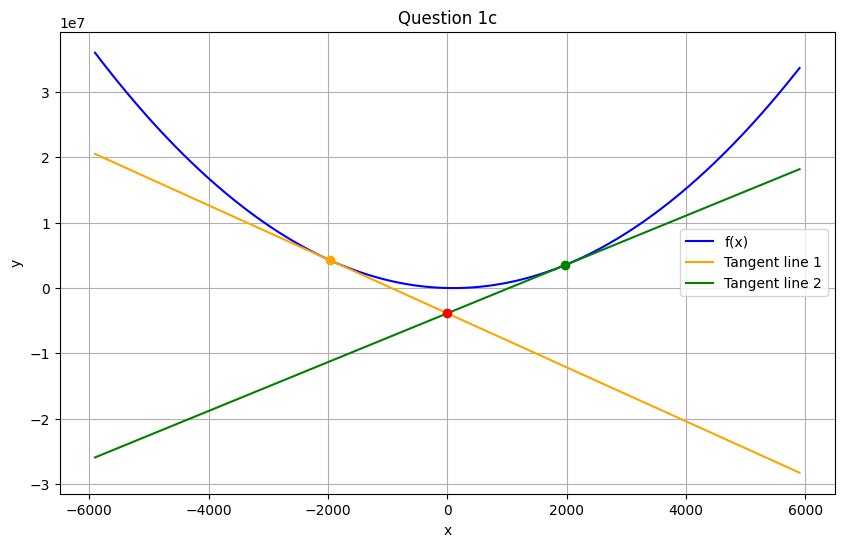 Question 1c
1e7
3
2
1
0
−1
−2
−3
y
f(x)
Tangent line 1
Tangent line 2
−6000 −4000 −2000 0 2000 4000 6000
x